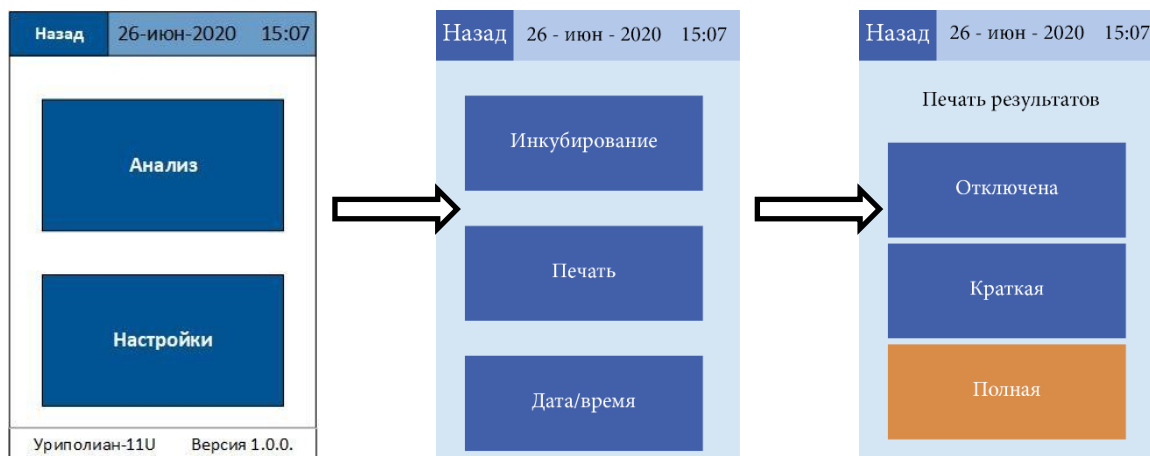 Назад 26-июн-2020 15:07
Анализ
Настройки
Уриполиан-11U Версия 1.0.0.
Назад 26 - июн - 2020 15:07
Инкубирование
Печать
Дата/время
Назад 26 - июн - 2020 15:07
Печать результатов
Отключена
Краткая
Полная